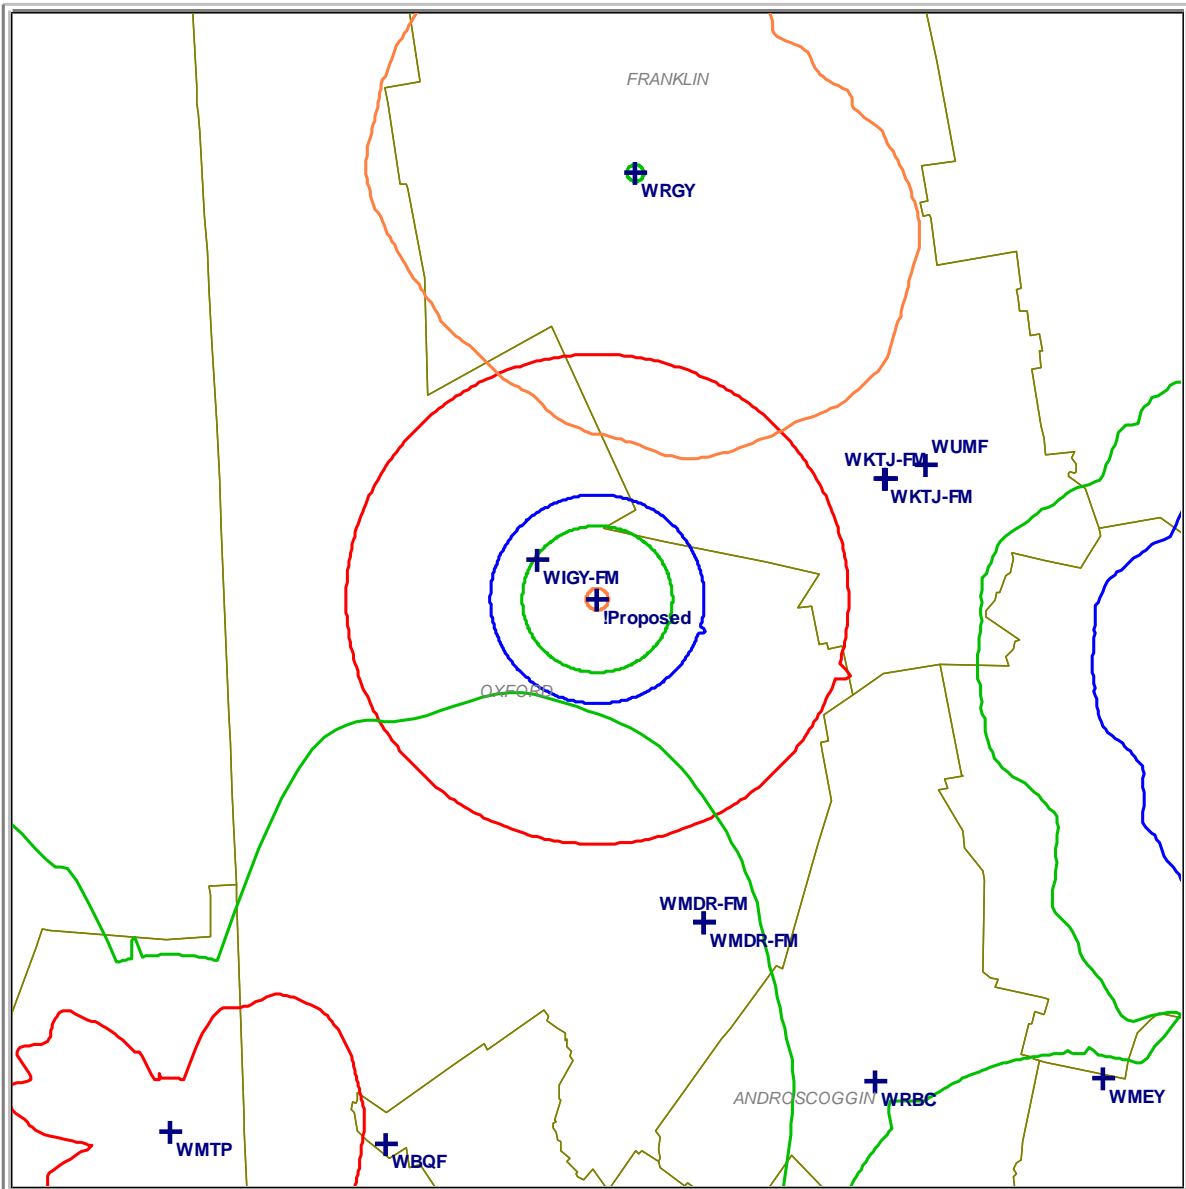 FRANKLIN
WRGY
WUMF
WKTJ-FM
WKTJ-FM
WIGY-FM
!Proposed
OXFORD
WMDR-FM
WMDR-FM
ANDROSCOGGIN
WRBC
WMEY
WMTP
WBQF